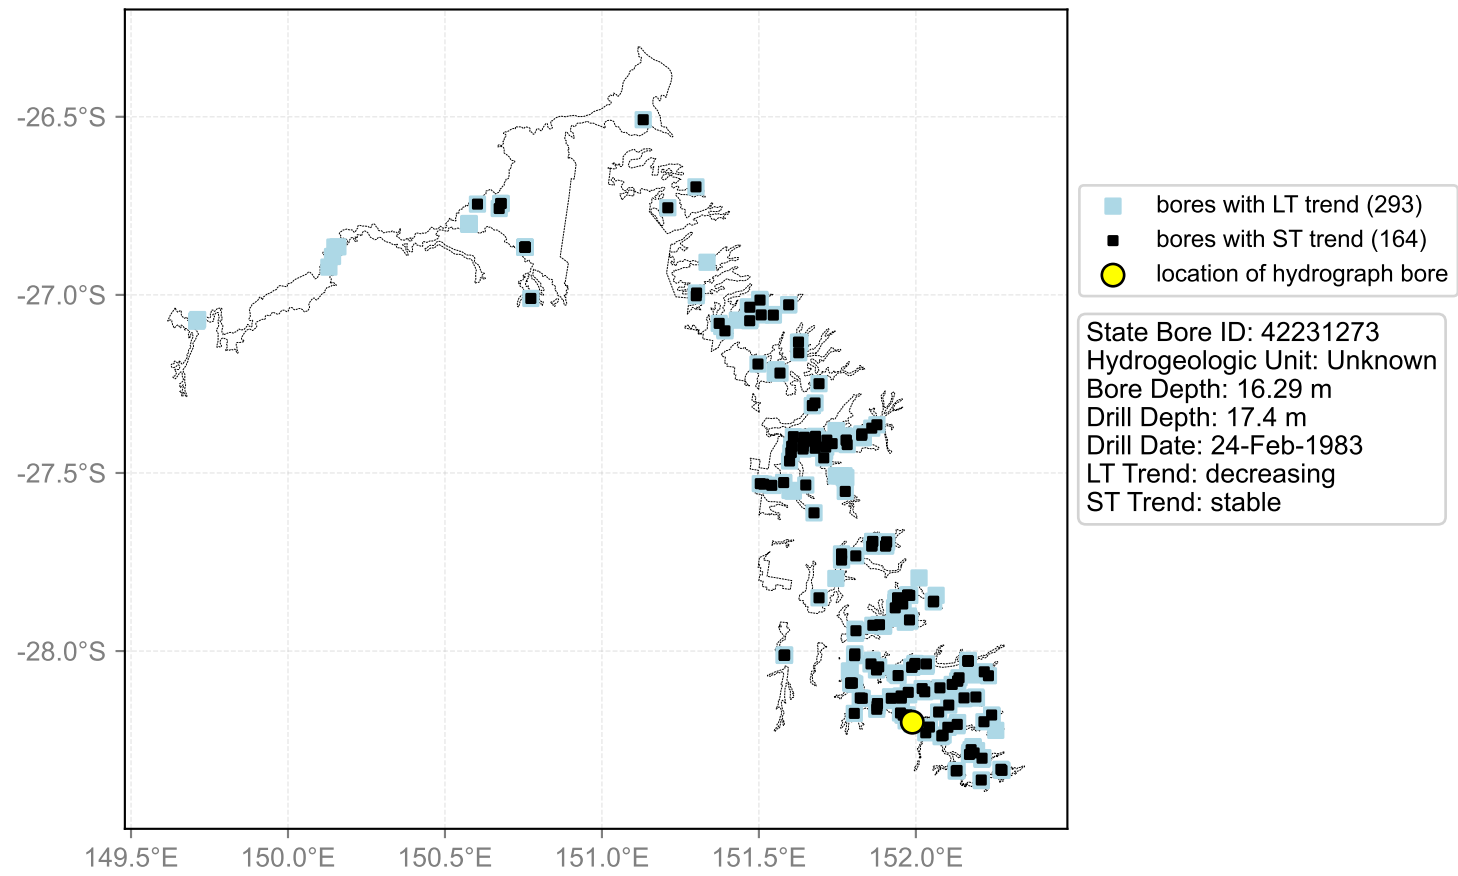 -26.5°S
-27.0°S
-27.5°S
-28.0°S
149.5°E
150.0°E
150.5°E
151.0°E
151.5°E
152.0°E
bores with LT trend (293)
bores with ST trend (164)
location of hydrograph bore
State Bore ID: 42231273
Hydrogeologic Unit: Unknown
Bore Depth: 16.29 m
Drill Depth: 17.4 m
Drill Date: 24-Feb-1983
LT Trend: decreasing
ST Trend: stable